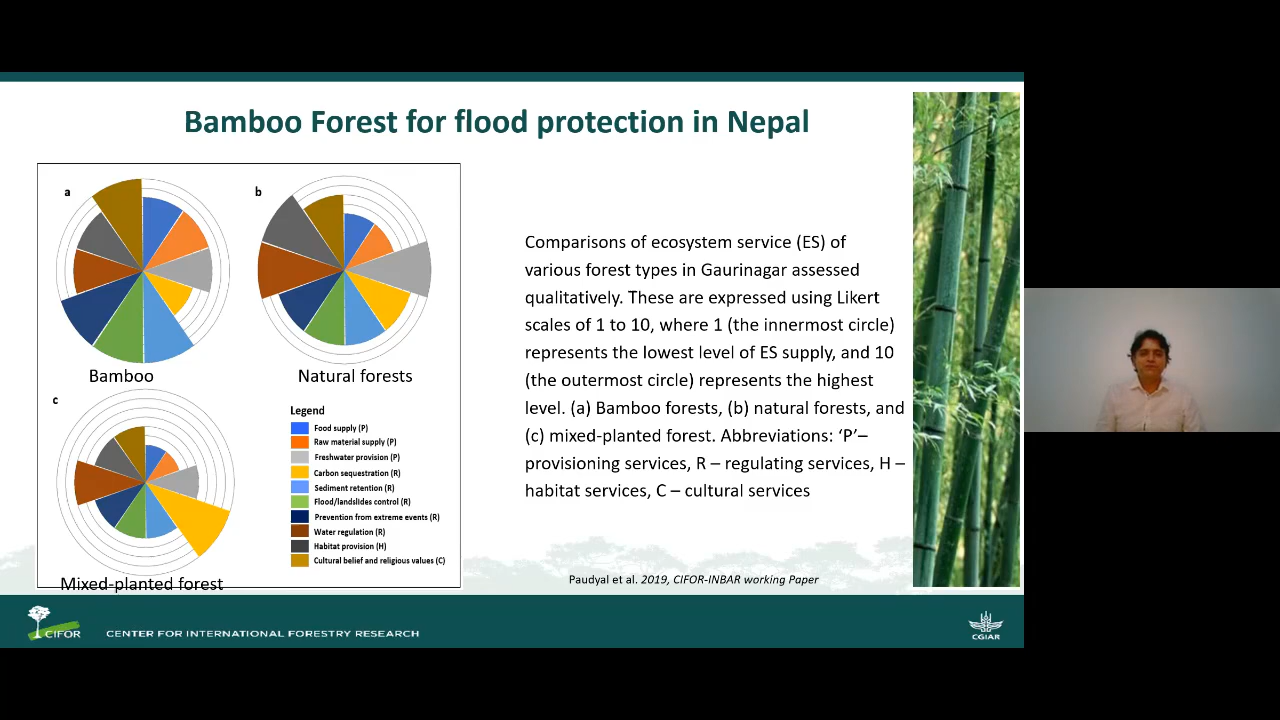 Bamboo Forest for flood protection in Nepal
a
b
Bamboo
Natural forests
c
Mixed-planted forest
Legend
Food supply (P)
Raw material supply (P)
Freshwater provision (P)
Carbon sequestration (R)
Sediment retention (R)
Flood/landslides control (R)
Prevention from extreme events (R)
Water regulation (R)
Habitat provision (H)
Cultural belief and religious values (C)
Comparisons of ecosystem service (ES) of
various forest types in Gaurinagar assessed
qualitatively. These are expressed using Likert
scales of 1 to 10, where 1 (the innermost circle)
represents the lowest level of ES supply, and 10
(the outermost circle) represents the highest
level. (a) Bamboo forests, (b) natural forests, and
(c) mixed-planted forest. Abbreviations: ‘P’–
provisioning services, R – regulating services, H –
habitat services, C – cultural services
Paudyal et al. 2019, CIFOR-INBAR working Paper
CIFOR
CENTER FOR INTERNATIONAL FORESTRY RESEARCH
CGIAR